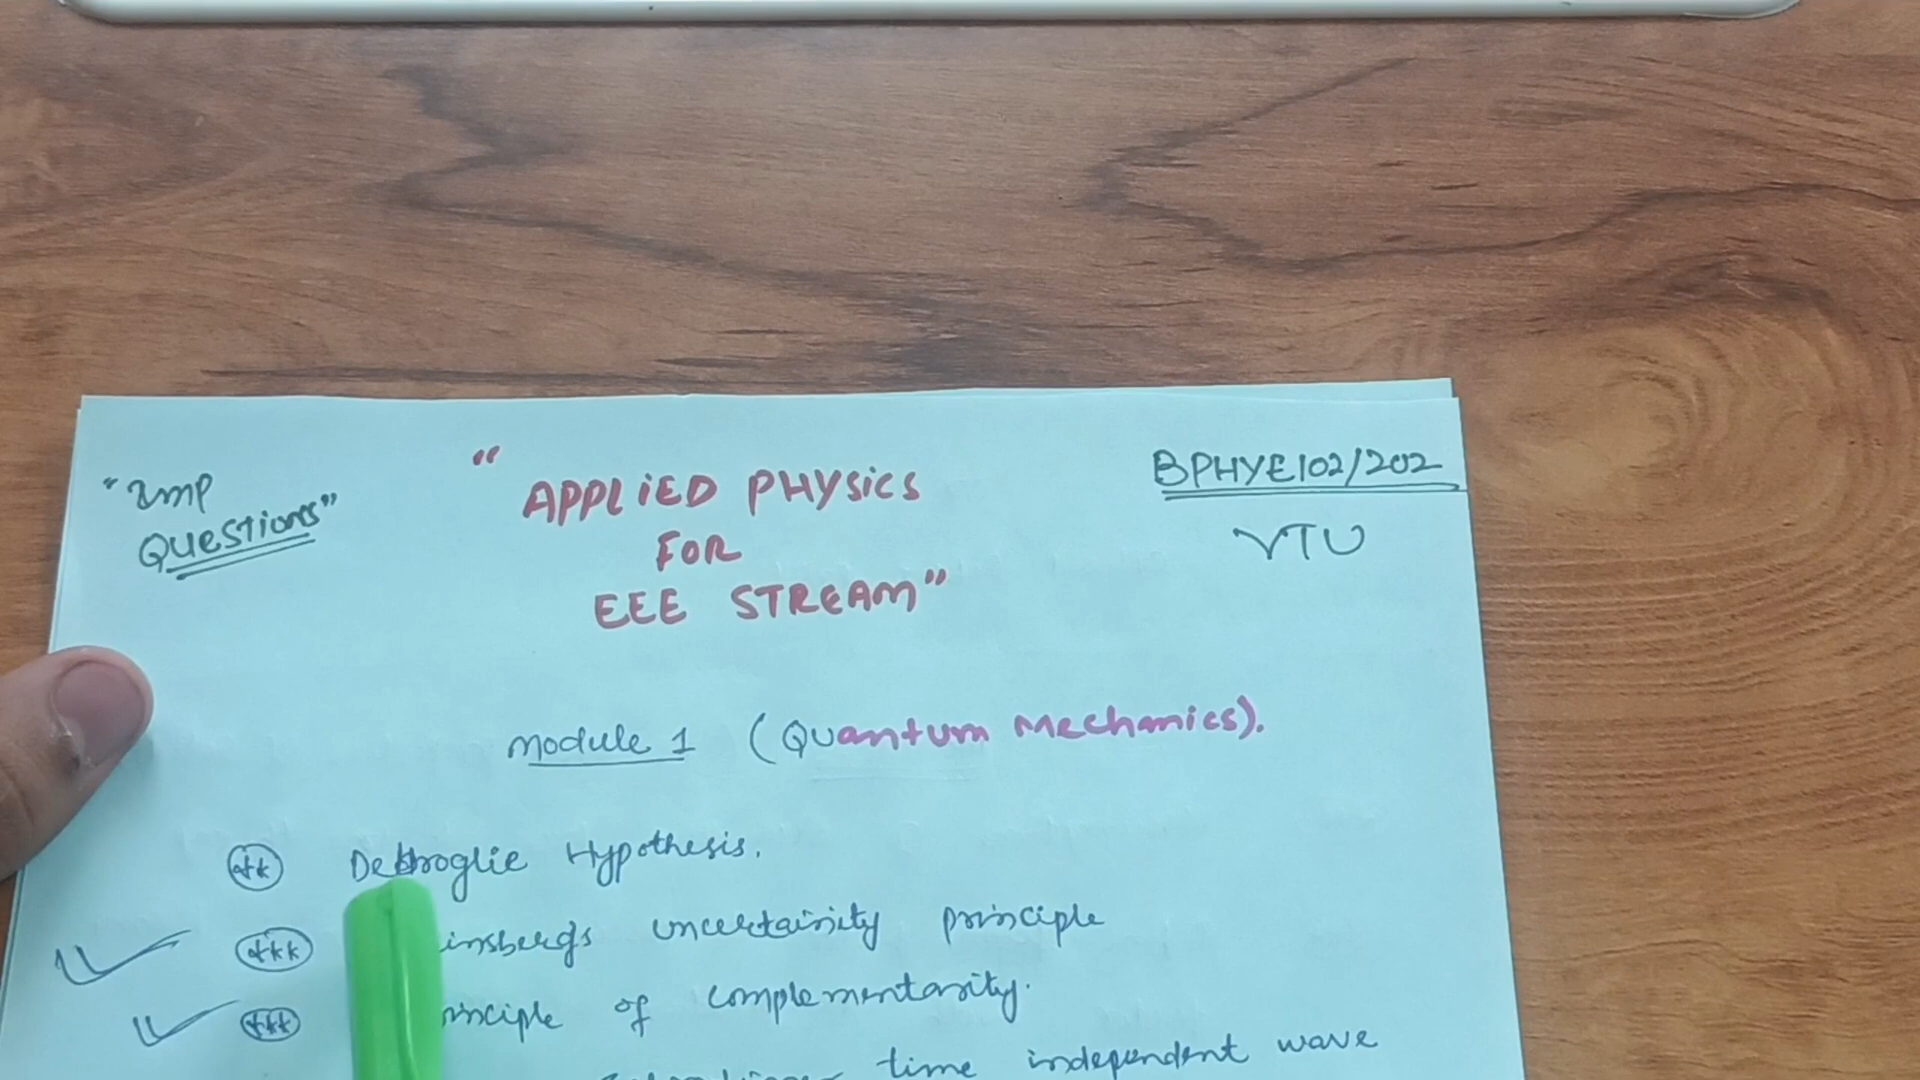 "Imp
Questions"
"APPLIED PHYSICS
FOR
EEE STREAM"
BPHYE102/202
VTU
Module 1 (Quantum Mechanics).
** Debroglie Hypothesis.
*** insbergs uncertainity principle
*** inciple of complementarity.
time independent wave